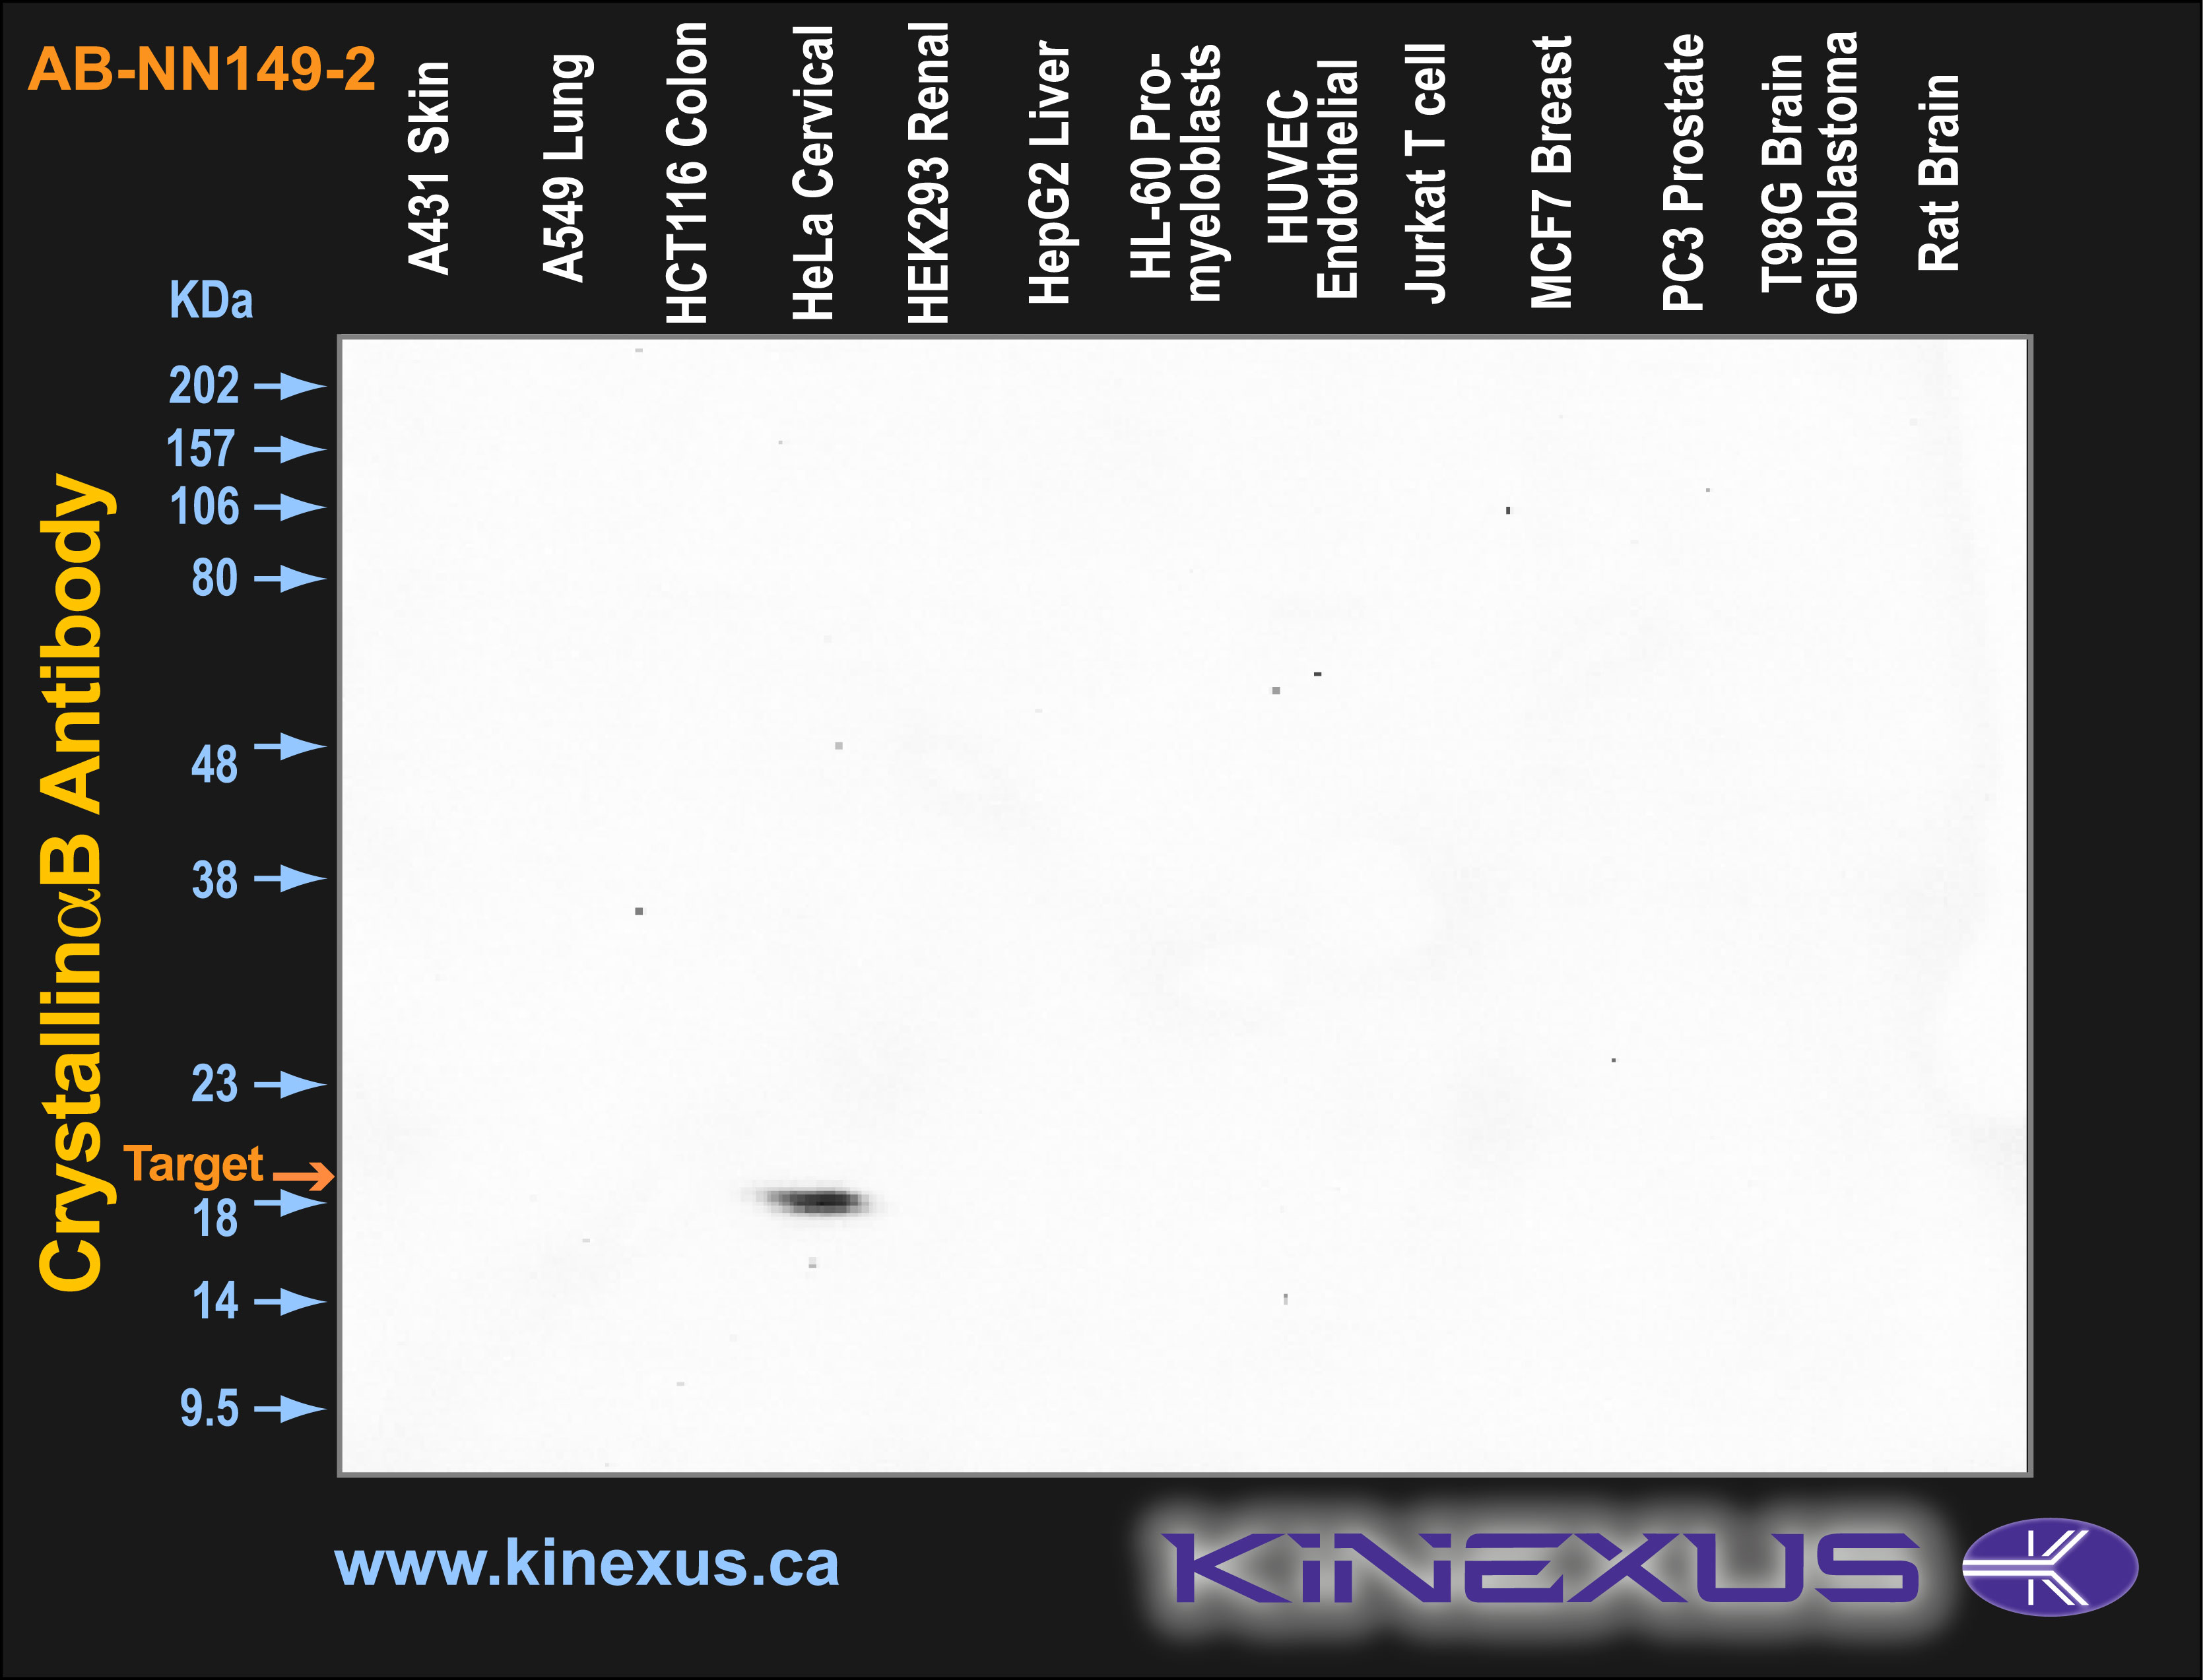 AB-NN149-2
A431 Skin
A549 Lung
HCT116 Colon
HeLa Cervical
HEK293 Renal
HepG2 Liver
HL-60 Pro-
myeloblasts
HUVEC
Endothelial
Jurkat T cell
MCF7 Breast
PC3 Prostate
T98G Brain
Glioblastoma
Rat Brain
KDa
202
157
106
80
48
38
23
Target
18
14
9.5
CrystallinαB Antibody
www.kinexus.ca
KiNEXUS